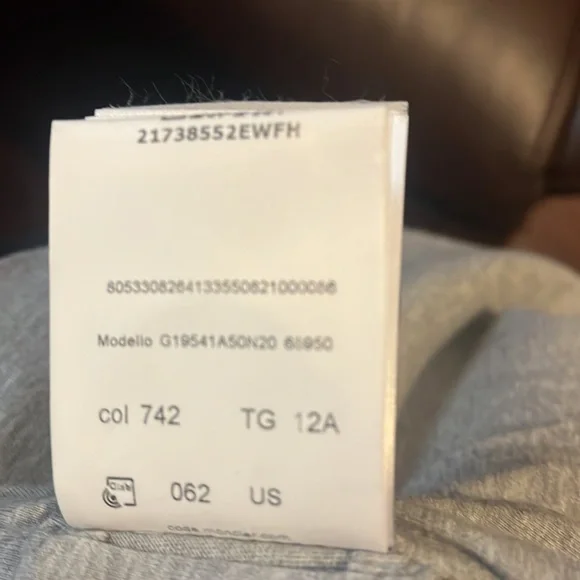 21738552EWFH
8053308264133550621000086
Modello G19541A50N20 68950
col 742 TG 12A
062 US